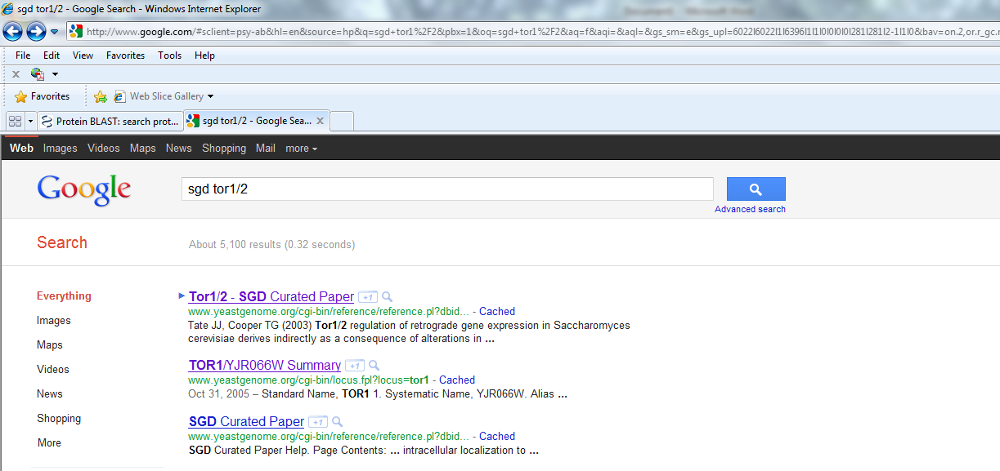 sgd tor1/2 - Google Search - Windows Internet Explorer
http://www.google.com/#sclient=psy-ab&hl=en&source=hp&q=sgd+tor1%2F2&pbx=1&oq=sgd+tor1%2F2&aq=f&aqi=&aql=&gs_sm=e&gs_upl=6022l6022l1l6396l1l1l0l0l0l0l281l281l2-1l1l0&bav=on.2,or.r_gc.r
File Edit View Favorites Tools Help
x
Favorites Web Slice Gallery
Protein BLAST: search prot... sgd tor1/2 - Google Sea... X
Web Images Videos Maps News Shopping Mail more
Google sgd tor1/2
Advanced search
Search About 5,100 results (0.32 seconds)
Everything
Images
Maps
Videos
News
Shopping
More
Tor1/2 - SGD Curated Paper +1
www.yeastgenome.org/cgi-bin/reference/reference.pl?dbid... - Cached
Tate JJ, Cooper TG (2003) Tor1/2 regulation of retrograde gene expression in Saccharomyces
cerevisiae derives indirectly as a consequence of alterations in ...
TOR1/YJR066W Summary +1
www.yeastgenome.org/cgi-bin/locus.fpl?locus=tor1 - Cached
Oct 31, 2005 – Standard Name, TOR1 1. Systematic Name, YJR066W. Alias ...
SGD Curated Paper +1
www.yeastgenome.org/cgi-bin/reference/reference.pl?dbid... - Cached
SGD Curated Paper Help. Page Contents: ... intracellular localization to ...